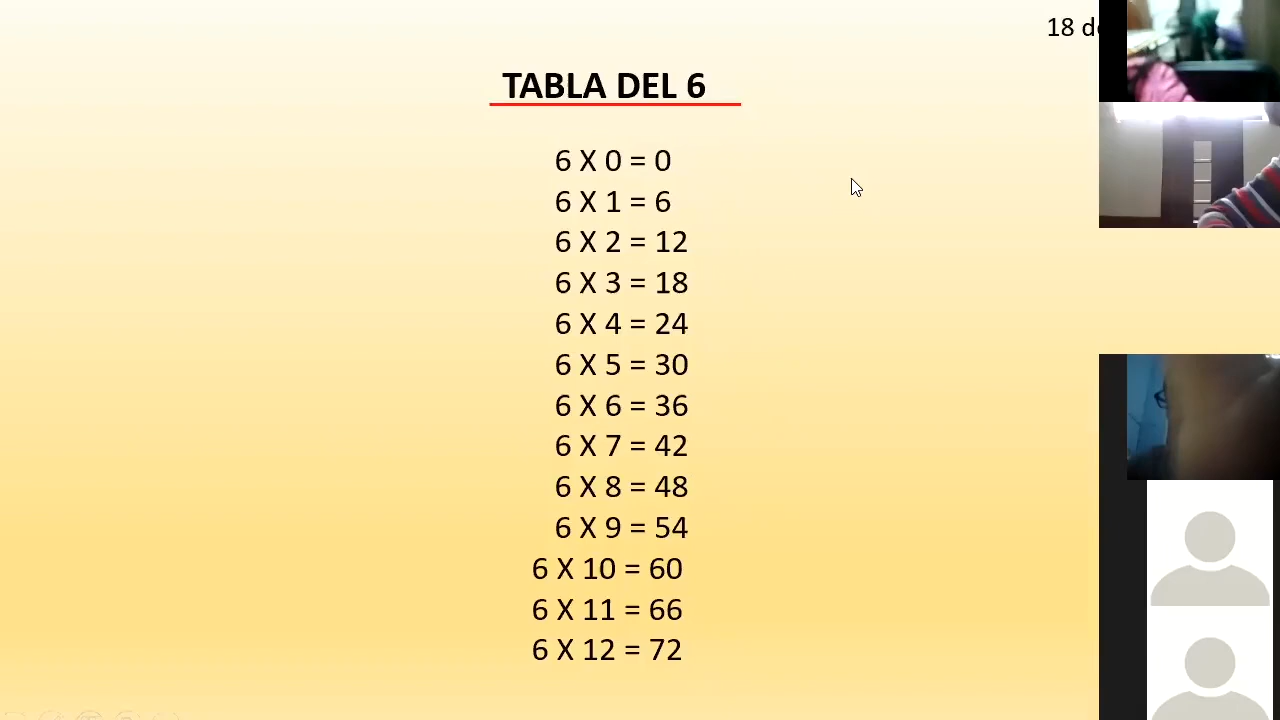 18
TABLA DEL 6
6 X 0 = 0
6 X 1 = 6
6 X 2 = 12
6 X 3 = 18
6 X 4 = 24
6 X 5 = 30
6 X 6 = 36
6 X 7 = 42
6 X 8 = 48
6 X 9 = 54
6 X 10 = 60
6 X 11 = 66
6 X 12 = 72